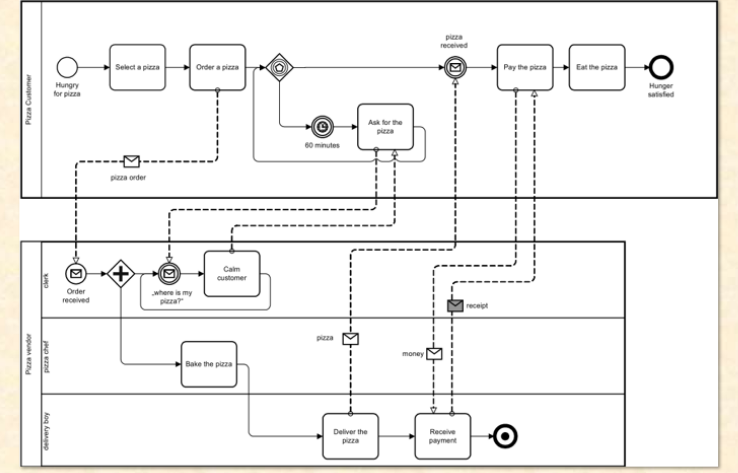 Pizza Customer
Hungry
for pizza
Select a pizza
Order a pizza
pizza
received
Pay the pizza
Eat the pizza
Hunger
satisfied
60 minutes
Ask for the
pizza
pizza order
Pizza vendor
clerk
Order
received
„where is my
pizza?“
Calm
customer
receipt
pizza chef
Bake the pizza
pizza
money
delivery boy
Deliver the
pizza
Receive
payment